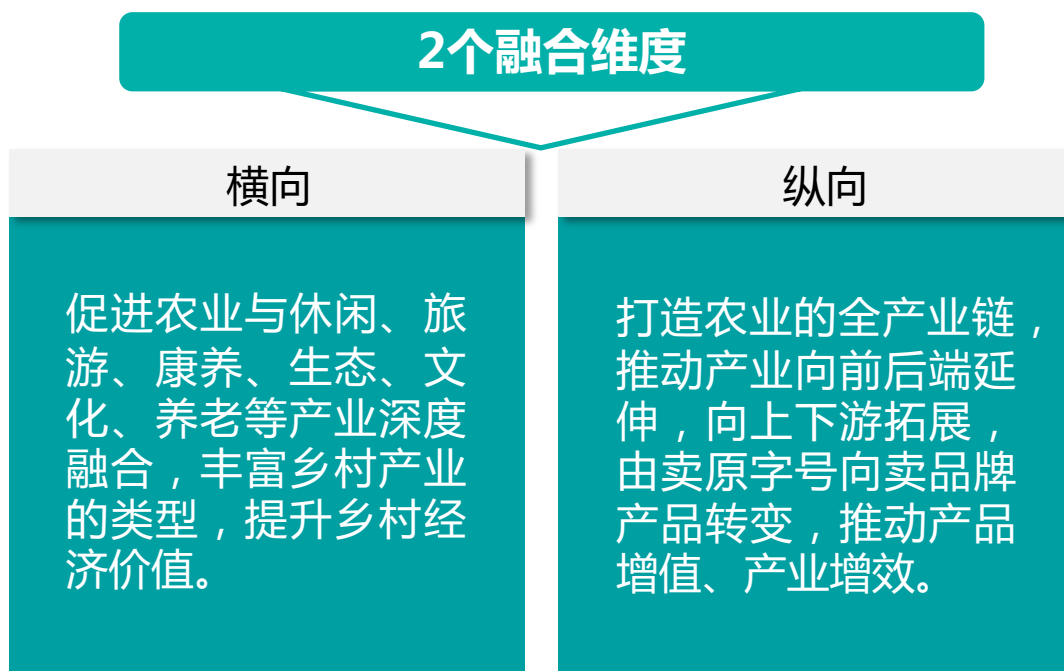 2个融合维度
横向
促进农业与休闲、旅
游、康养、生态、文
化、养老等产业深度
融合，丰富乡村产业
的类型，提升乡村经
济价值。
纵向
打造农业的全产业链，
推动产业向前后端延
伸，向上下游拓展，
由卖原字号向卖品牌
产品转变，推动产品
增值、产业增效。